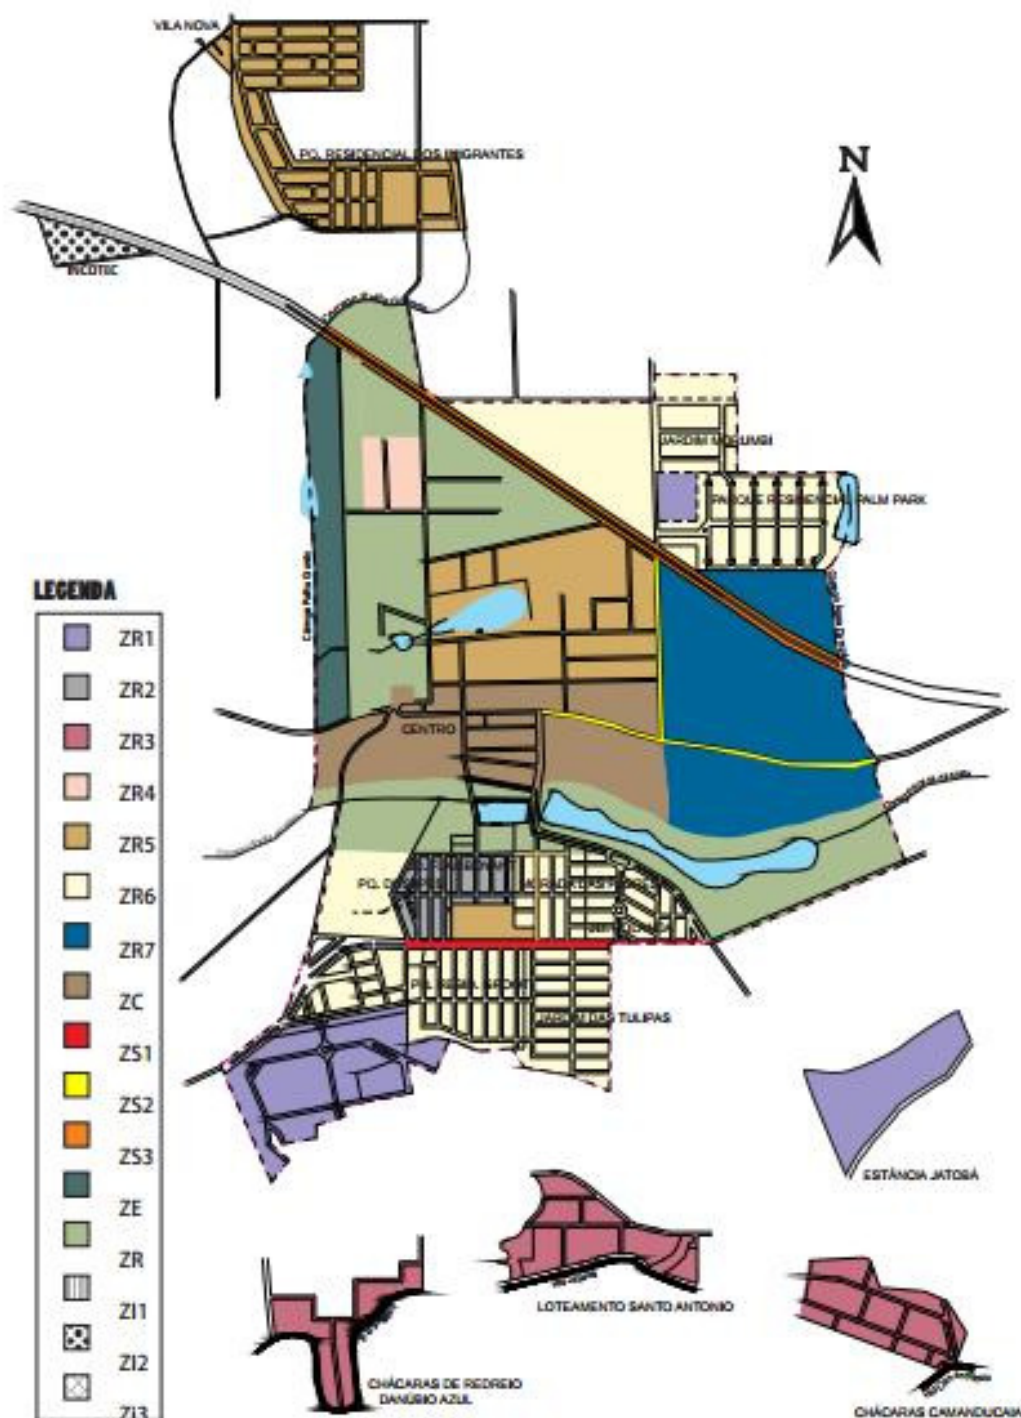 VILA NOVA
PQ. RESIDENCIAL DOS IMIGRANTES
N
INCOTEC
JARDIM MORUMBI
PARQUE RESIDENCIAL PALM PARK
LEGENDA
ZR1
ZR2
ZR3
ZR4
ZR5
ZR6
ZR7
ZC
ZS1
ZS2
ZS3
ZE
ZR
ZI1
ZI2
ZI3
CENTRO
JARDIM DAS TULIPAS
ESTÂNCIA JATOBÁ
LOTEAMENTO SANTO ANTONIO
CHÁCARAS DE REDREIO
DANÚBIO AZUL
CHÁCARAS CAMANDUCAIA